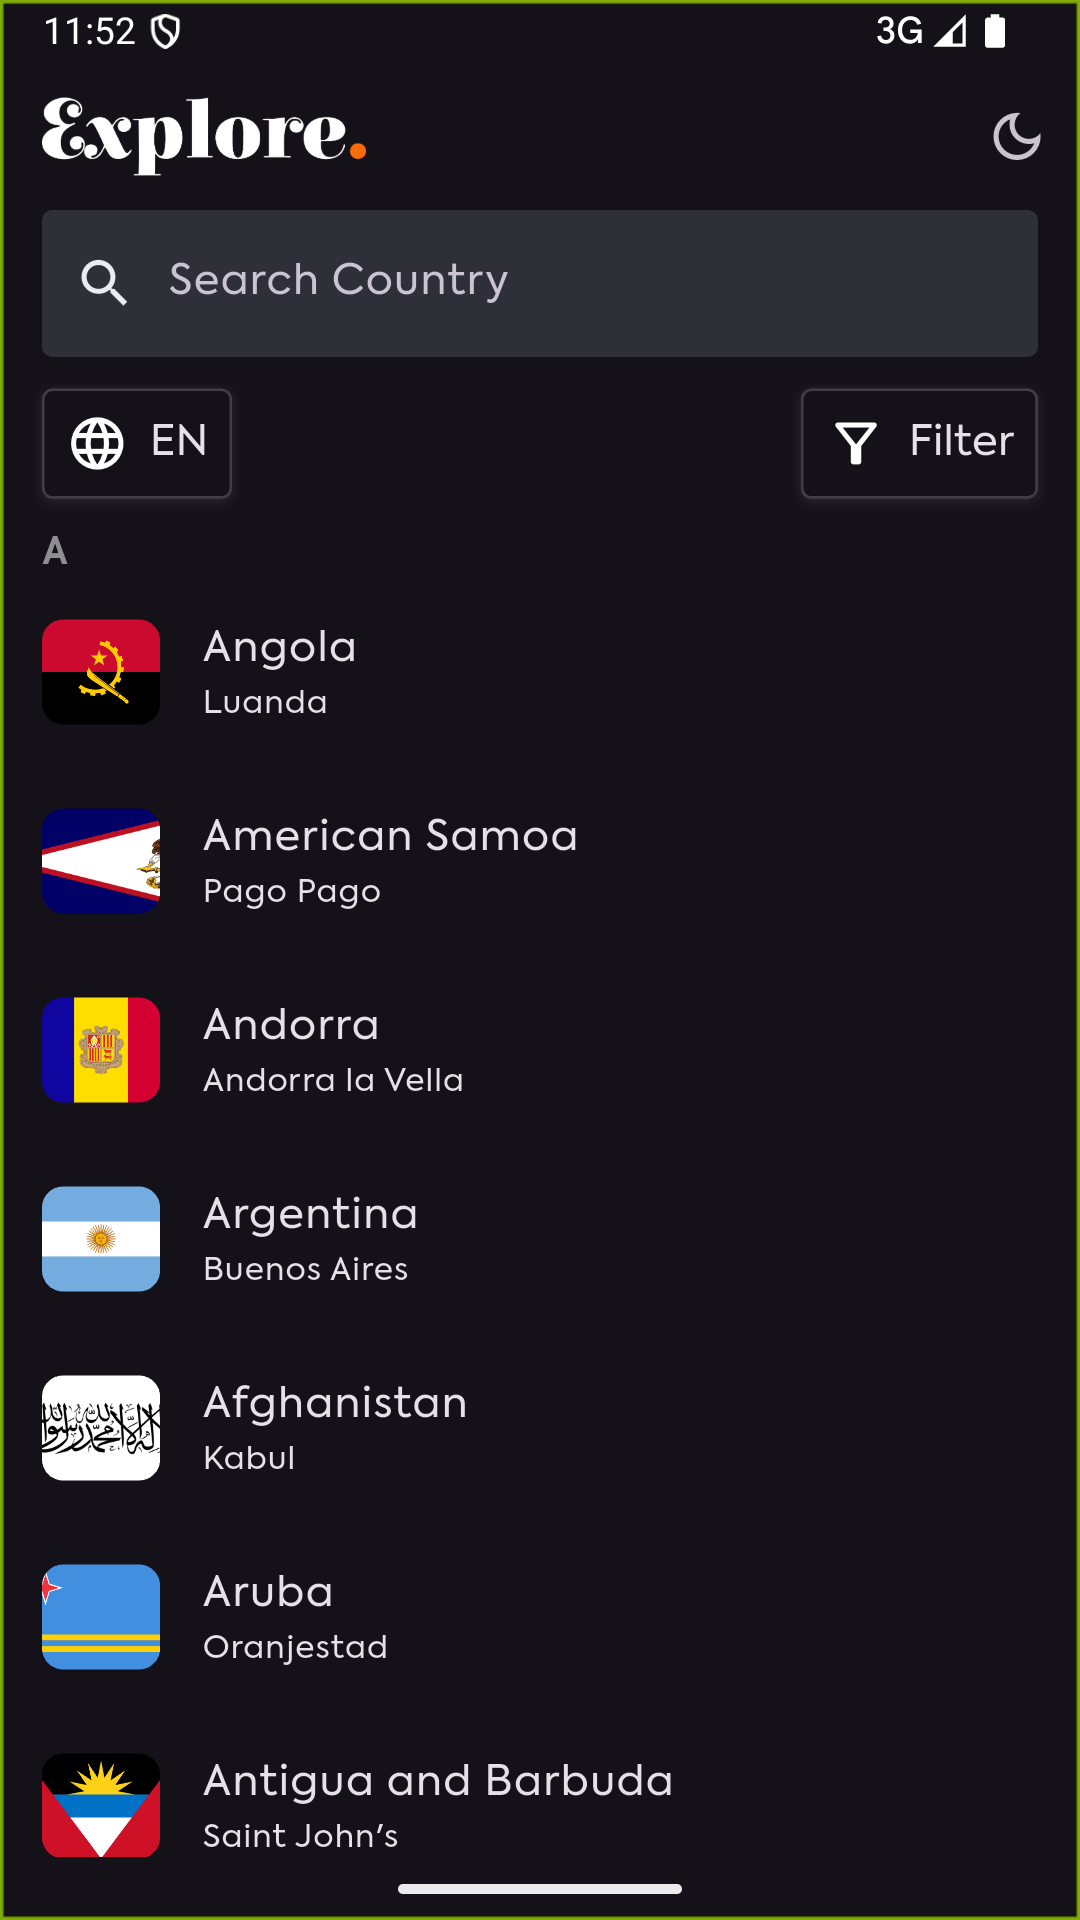 11:52
3G
Explore.
Search Country
EN
Filter
A
Angola
Luanda
American Samoa
Pago Pago
Andorra
Andorra la Vella
Argentina
Buenos Aires
Afghanistan
Kabul
Aruba
Oranjestad
Antigua and Barbuda
Saint John's